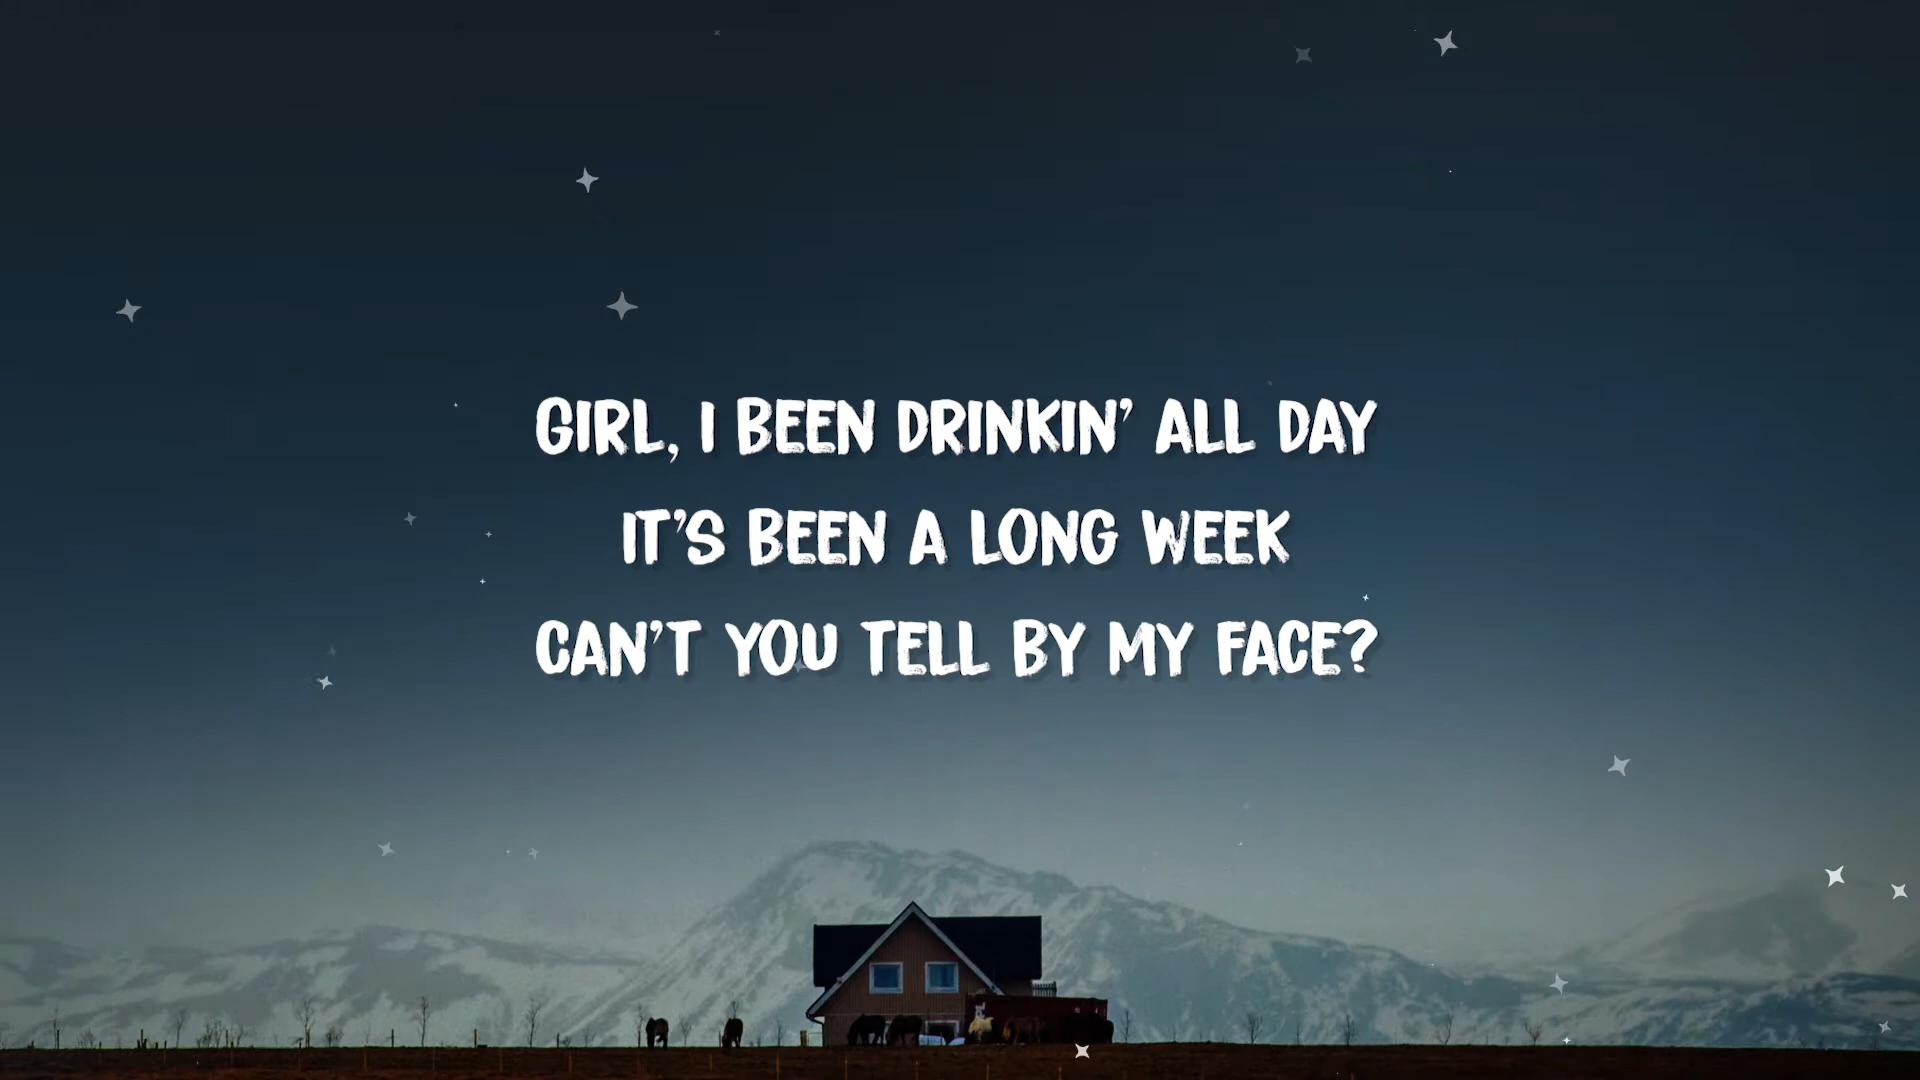 GIRL, I BEEN DRINKIN' ALL DAY
IT'S BEEN A LONG WEEK
CAN'T YOU TELL BY MY FACE?